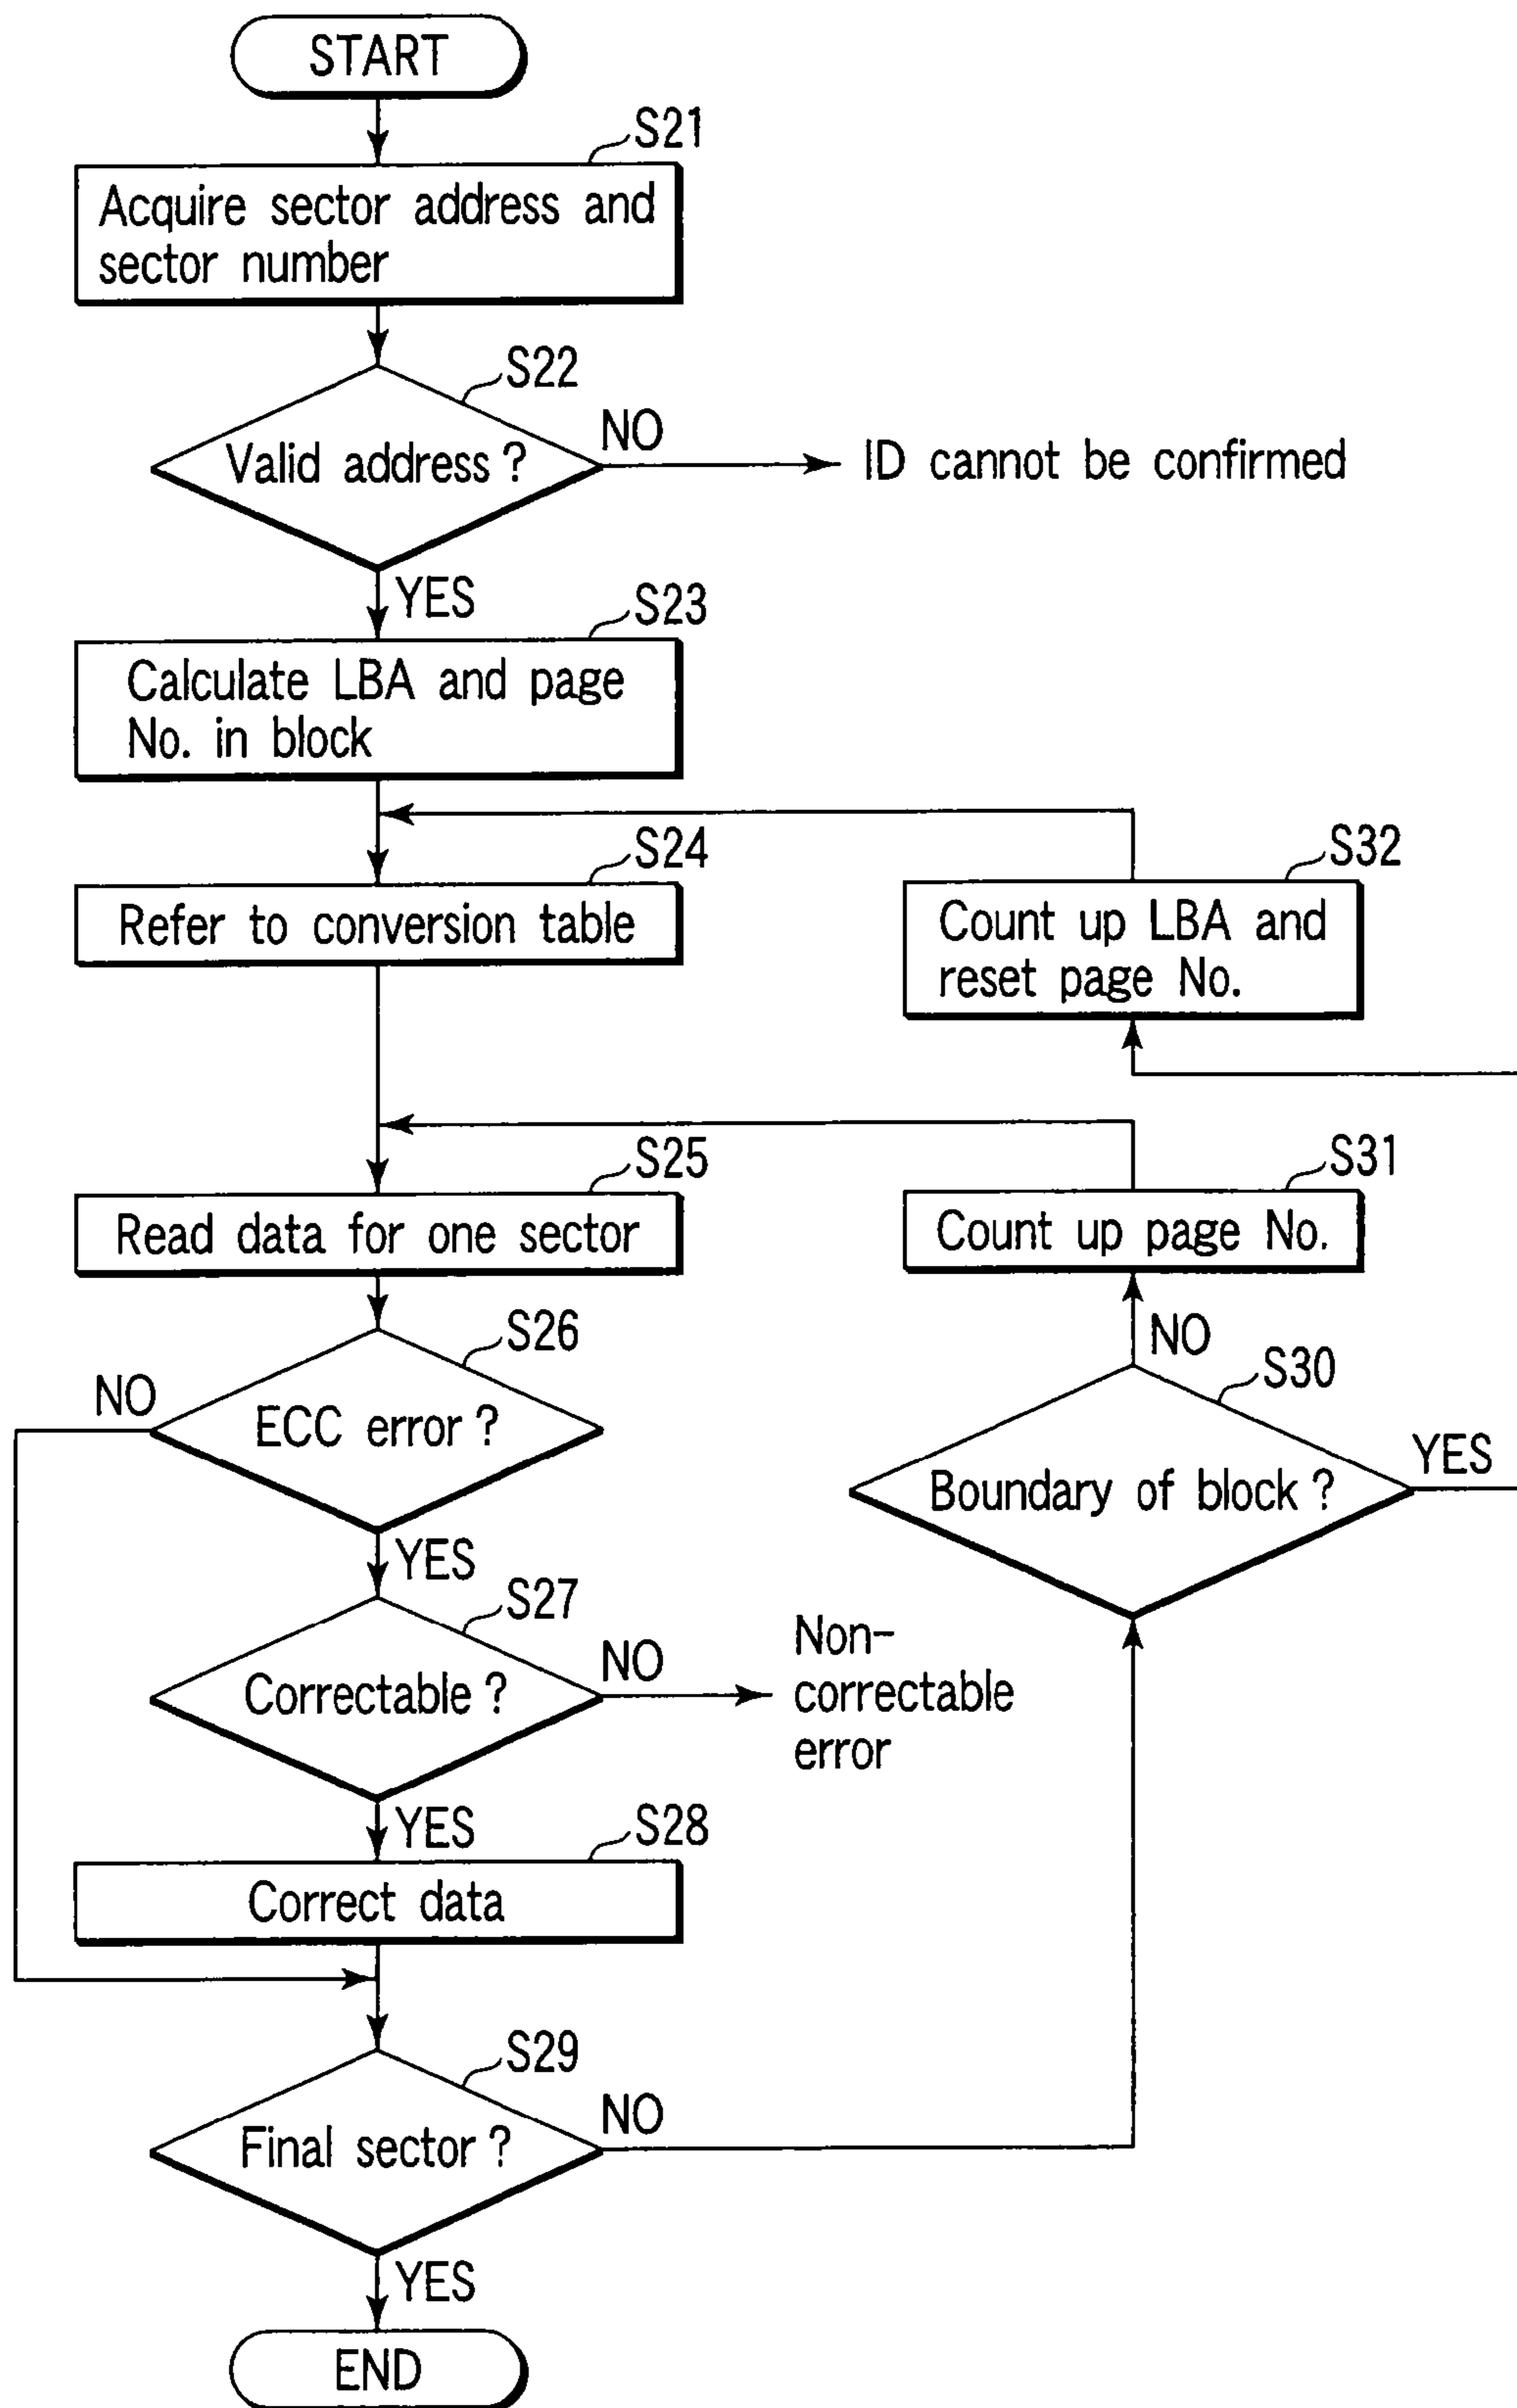 START
S21
Acquire sector address and
sector number
S22
Valid address?
NO
ID cannot be confirmed
YES
S23
Calculate LBA and page
No. in block
S24
Refer to conversion table
S32
Count up LBA and
reset page No.
S25
Read data for one sector
S31
Count up page No.
NO
S26
ECC error?
NO
S30
Boundary of block?
YES
YES
S27
Correctable?
NO
Non-
correctable
error
YES
S28
Correct data
S29
Final sector?
NO
YES
END